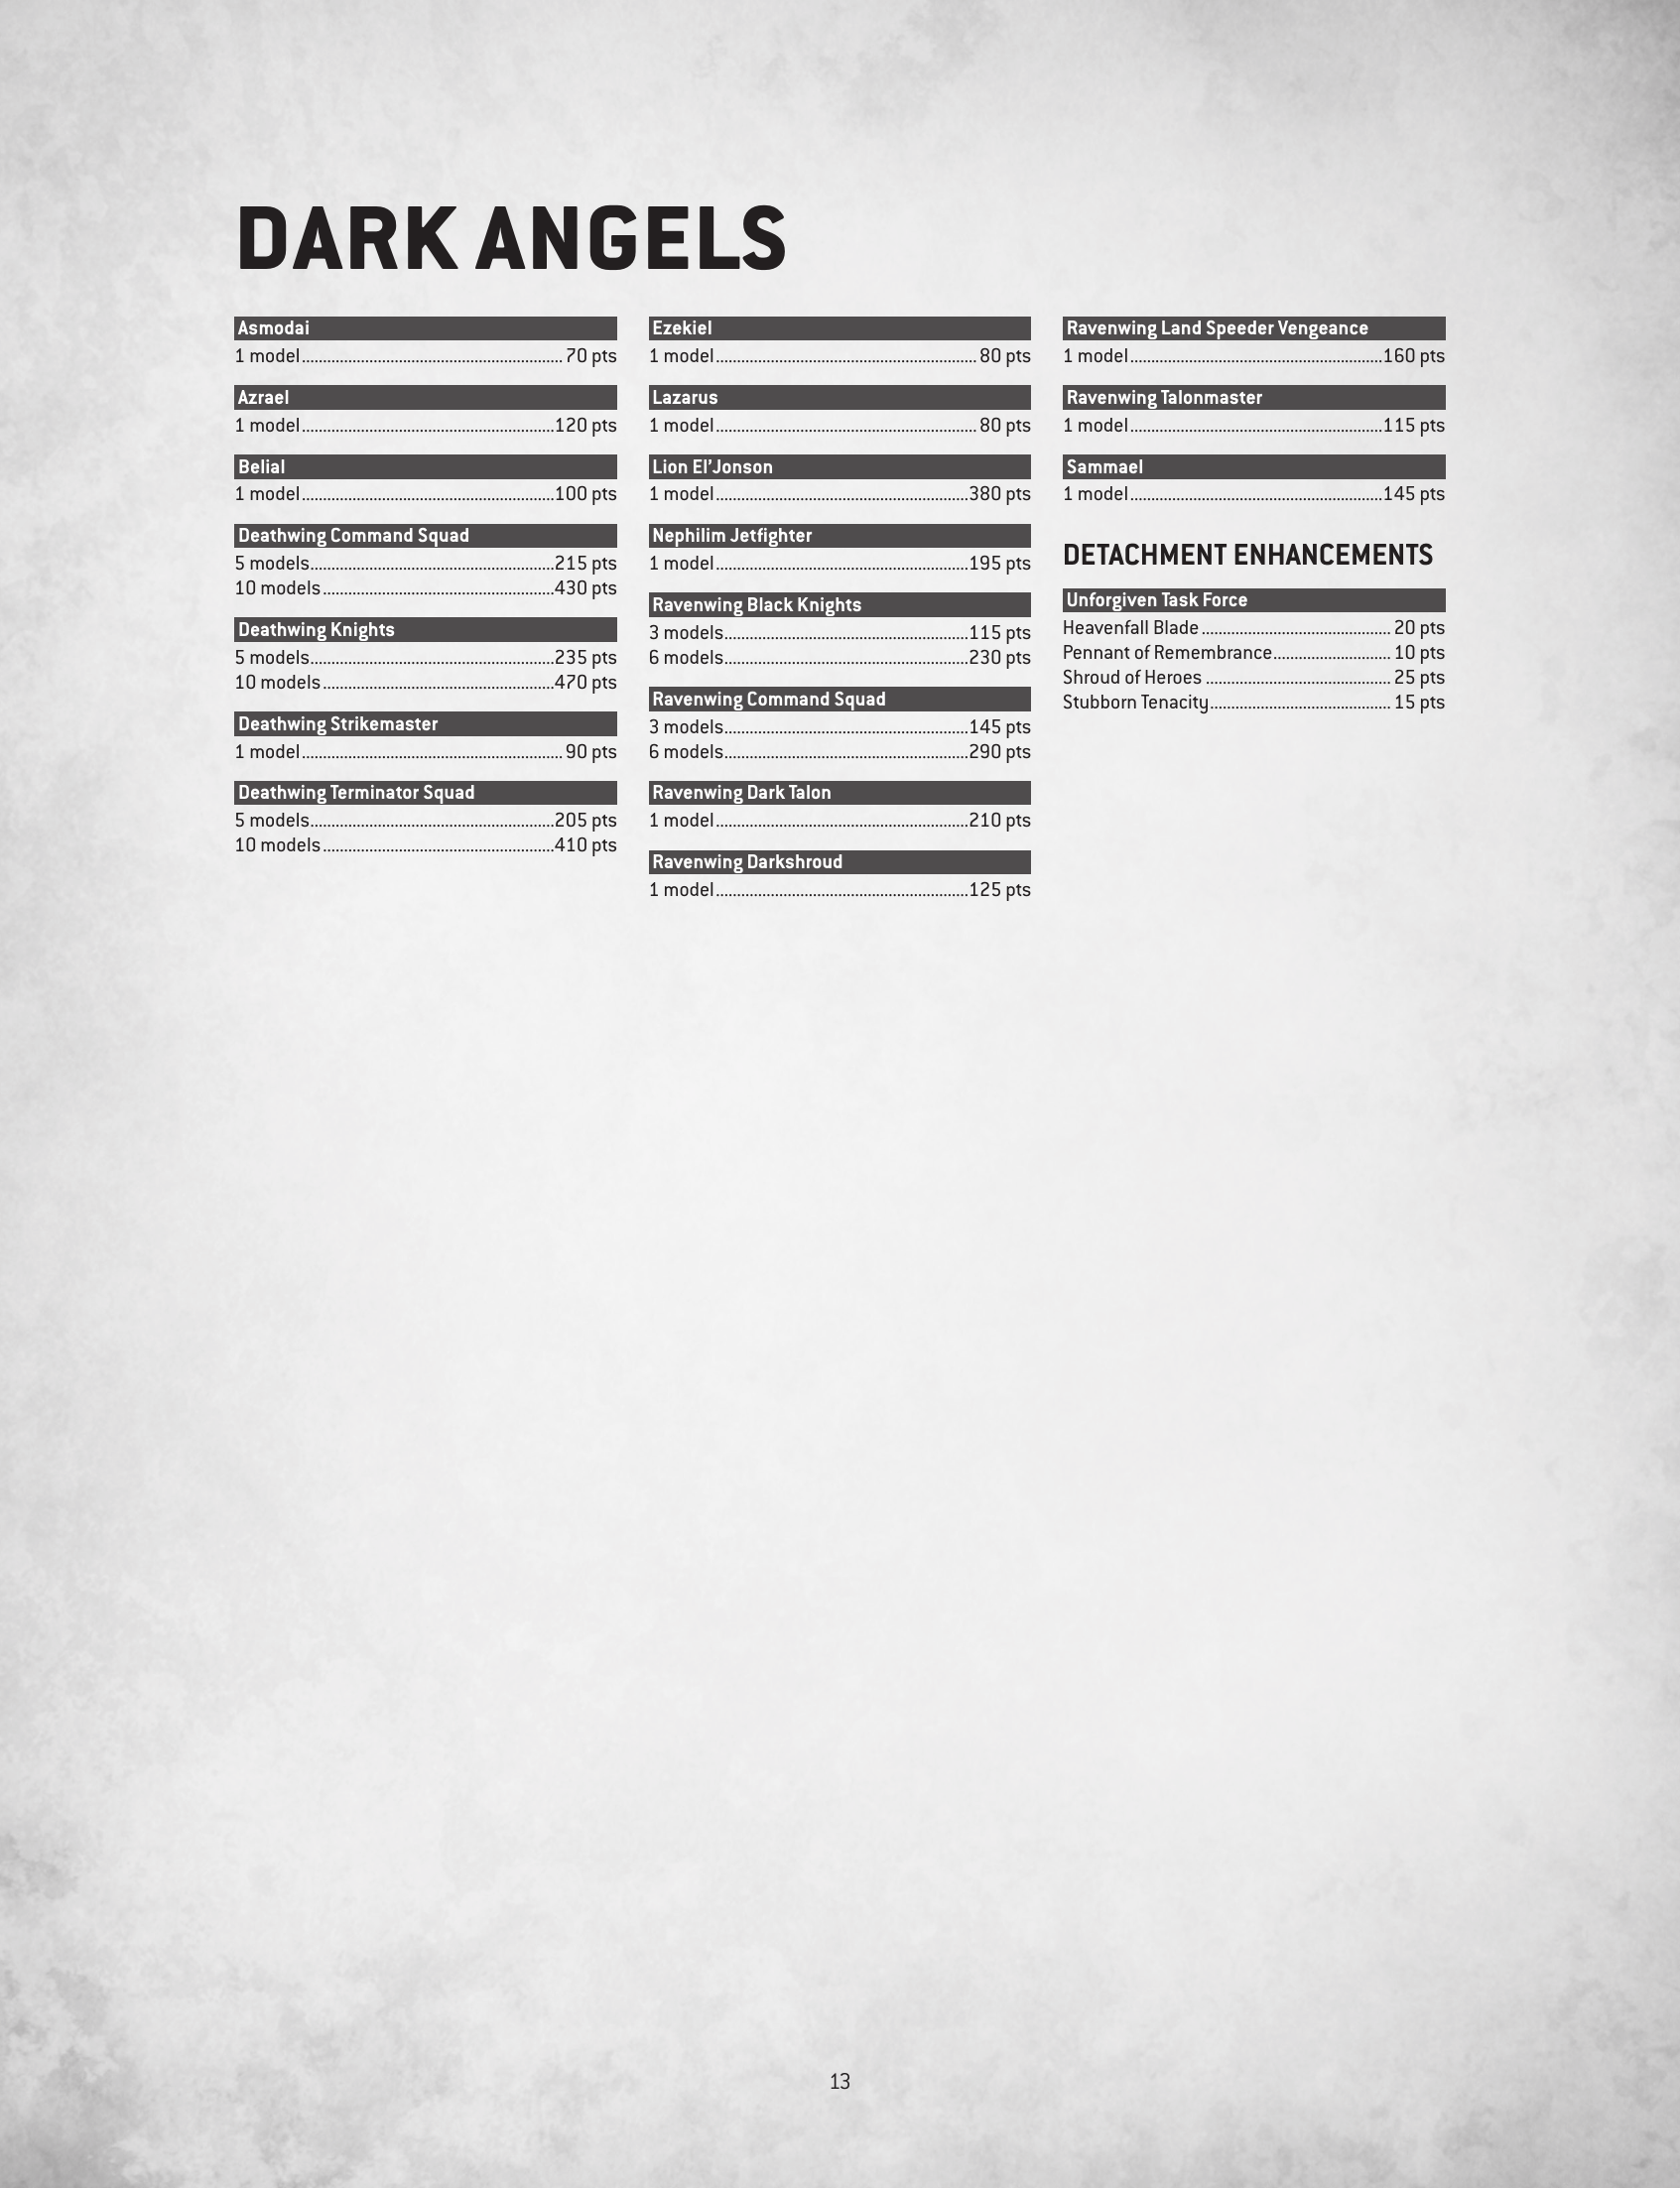 DARK ANGELS
Asmodai
1 model 70 pts
Azrael
1 model 120 pts
Belial
1 model 100 pts
Deathwing Command Squad
5 models 215 pts
10 models 430 pts
Deathwing Knights
5 models 235 pts
10 models 470 pts
Deathwing Strikemaster
1 model 90 pts
Deathwing Terminator Squad
5 models 205 pts
10 models 410 pts
Ezekiel
1 model 80 pts
Lazarus
1 model 80 pts
Lion El’Jonson
1 model 380 pts
Nephilim Jetfighter
1 model 195 pts
Ravenwing Black Knights
3 models 115 pts
6 models 230 pts
Ravenwing Command Squad
3 models 145 pts
6 models 290 pts
Ravenwing Dark Talon
1 model 210 pts
Ravenwing Darkshroud
1 model 125 pts
Ravenwing Land Speeder Vengeance
1 model 160 pts
Ravenwing Talonmaster
1 model 115 pts
Sammael
1 model 145 pts
DETACHMENT ENHANCEMENTS
Unforgiven Task Force
Heavenfall Blade 20 pts
Pennant of Remembrance 10 pts
Shroud of Heroes 25 pts
Stubborn Tenacity 15 pts
13